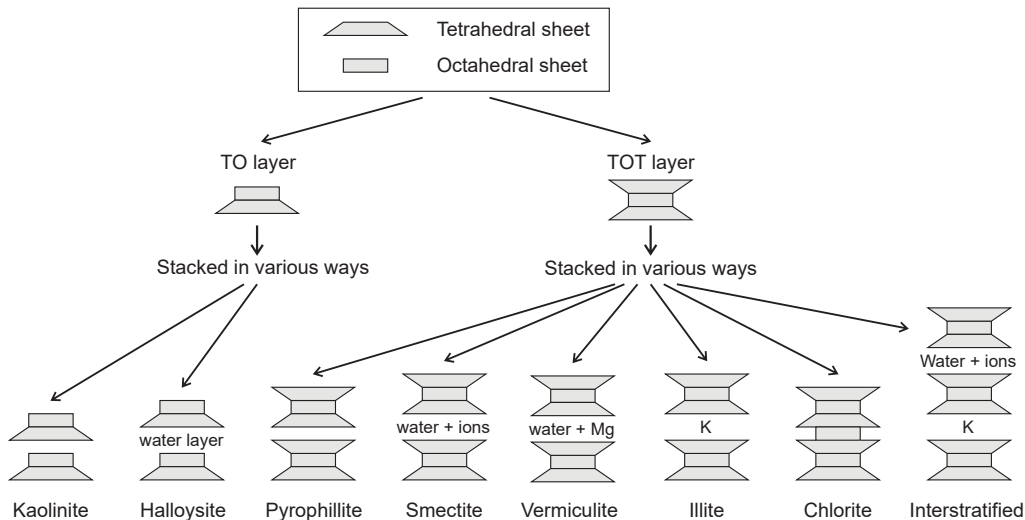 Tetrahedral sheet
Octahedral sheet
TO layer
TOT layer
Stacked in various ways
Stacked in various ways
Water + ions
water layer
water + ions
water + Mg
K
K
Kaolinite
Halloysite
Pyrophillite
Smectite
Vermiculite
Illite
Chlorite
Interstratified